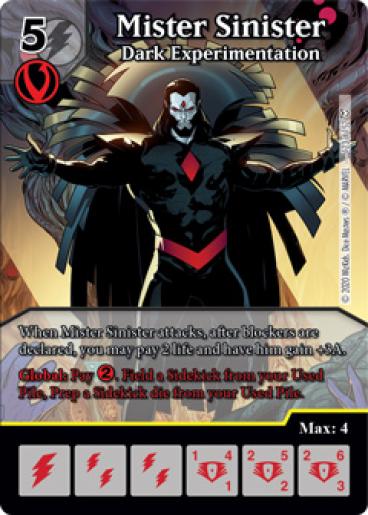 5
Mister Sinister
Dark Experimentation
When Mister Sinister attacks, after blockers are
declared, you may pay 2 life and have him gain +3A.
Global: Pay 2. Field a Sidekick from your Used
Pile, Prep a Sidekick die from your Used Pile.
Max: 4
1 4 1
2 5 2
2 6 3